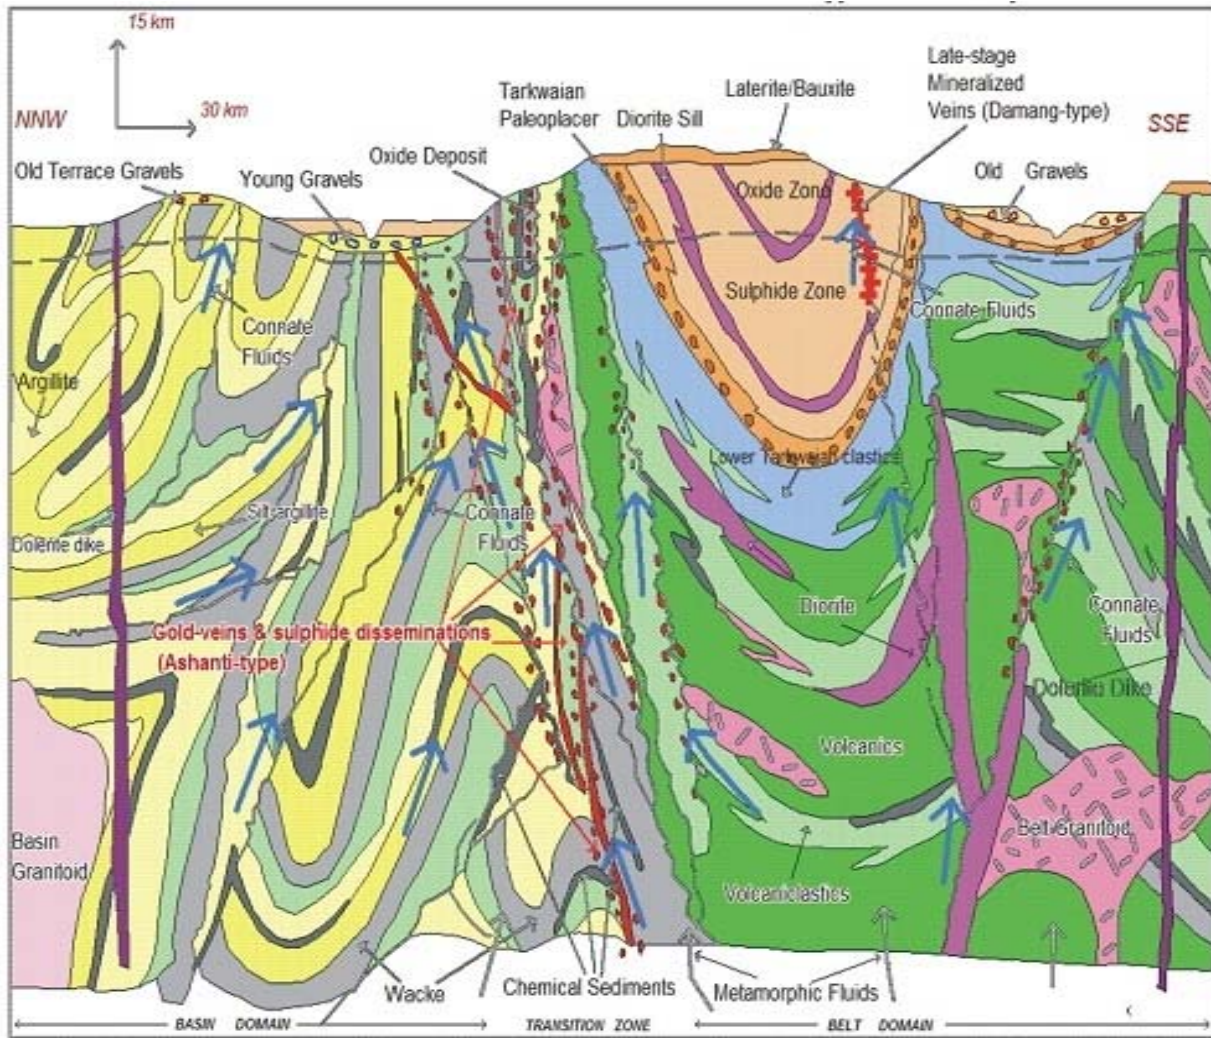 15 km
30 km
NNW
SSE
Old Terrace Gravels
Young Gravels
Oxide Deposit
Tarkwaian
Paleoplacer
Diorite Sill
Laterite/Bauxite
Late-stage
Mineralized
Veins (Damang-type)
Old Gravels
Oxide Zone
Sulphide Zone
Connate Fluids
Connate
Fluids
Argillite
Lower Tarkwaian clastics
Silt-argillite
Connate
Fluids
Dolerite dike
Gold-veins & sulphide disseminations
(Ashanti-type)
Diorite
Connate
Fluids
Doleritic Dike
Volcanics
Basin
Granitoid
Belt Granitoid
Volcaniclastics
Wacke
Chemical Sediments
Metamorphic Fluids
BASIN DOMAIN
TRANSITION ZONE
BELT DOMAIN